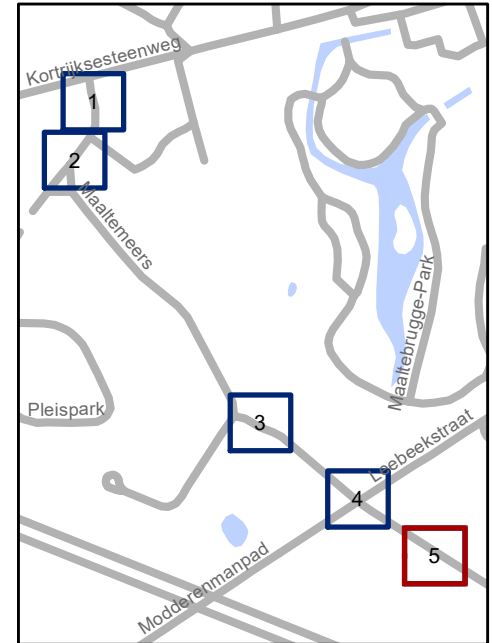 Kortrijksesteenweg
1
2
Maaltemeers
Maaltebrugge-Park
Pleispark
3
Leebeekstraat
4
5
Modderenmanpad